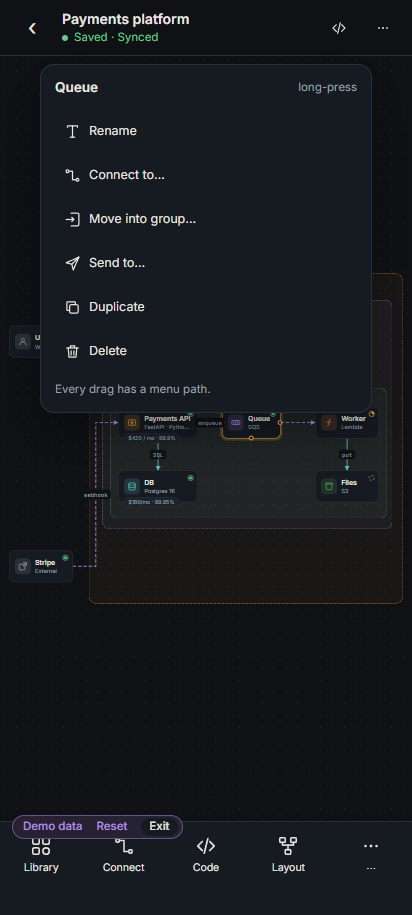 Payments platform
Saved · Synced
Queue
long-press
Rename
Connect to...
Move into group...
Send to...
Duplicate
Delete
Every drag has a menu path.
U
W
Payments API
FastAPI · Pytho...
$420 / mo · 99.9%
enqueue
Queue
SQS
Worker
Lambda
SQL
put
DB
Postgres 16
$180/mo · 99.95%
Files
S3
webhook
Stripe
External
Demo data
Reset
Exit
Library
Connect
Code
Layout
...